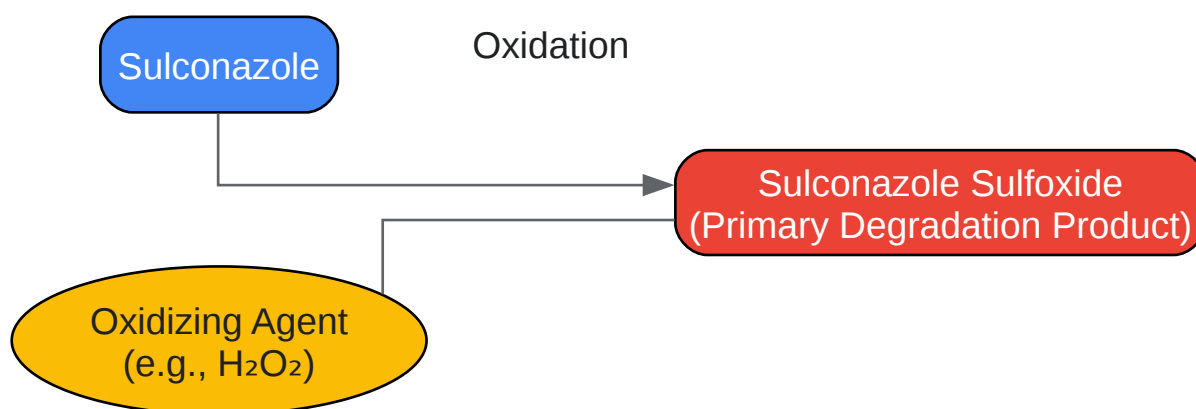 Sulconazole
Oxidation
Sulconazole Sulfoxide
(Primary Degradation Product)
Oxidizing Agent
(e.g., H₂O₂)